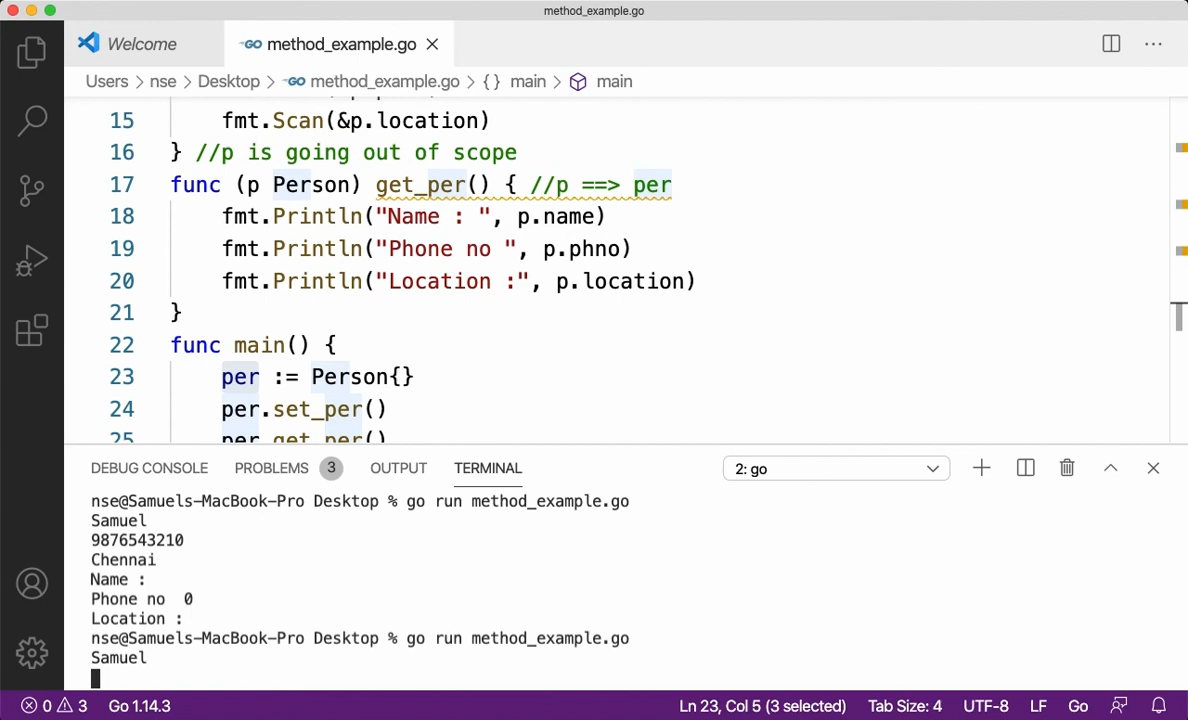 method_example.go
Welcome
GO method_example.go
Users > nse > Desktop > GO method_example.go > {} main > main
15 fmt.Scan(&p.location)
16 } //p is going out of scope
17 func (p Person) get_per() { //p ==> per
18 fmt.Println("Name : ", p.name)
19 fmt.Println("Phone no ", p.phno)
20 fmt.Println("Location :", p.location)
21 }
22 func main() {
23 per := Person{}
24 per.set_per()
25 per.get_per()
DEBUG CONSOLE PROBLEMS 3 OUTPUT TERMINAL 2: go
nse@Samuels-MacBook-Pro Desktop % go run method_example.go
Samuel
9876543210
Chennai
Name :
Phone no  0
Location :
nse@Samuels-MacBook-Pro Desktop % go run method_example.go
Samuel
0 3 Go 1.14.3 Ln 23, Col 5 (3 selected) Tab Size: 4 UTF-8 LF Go